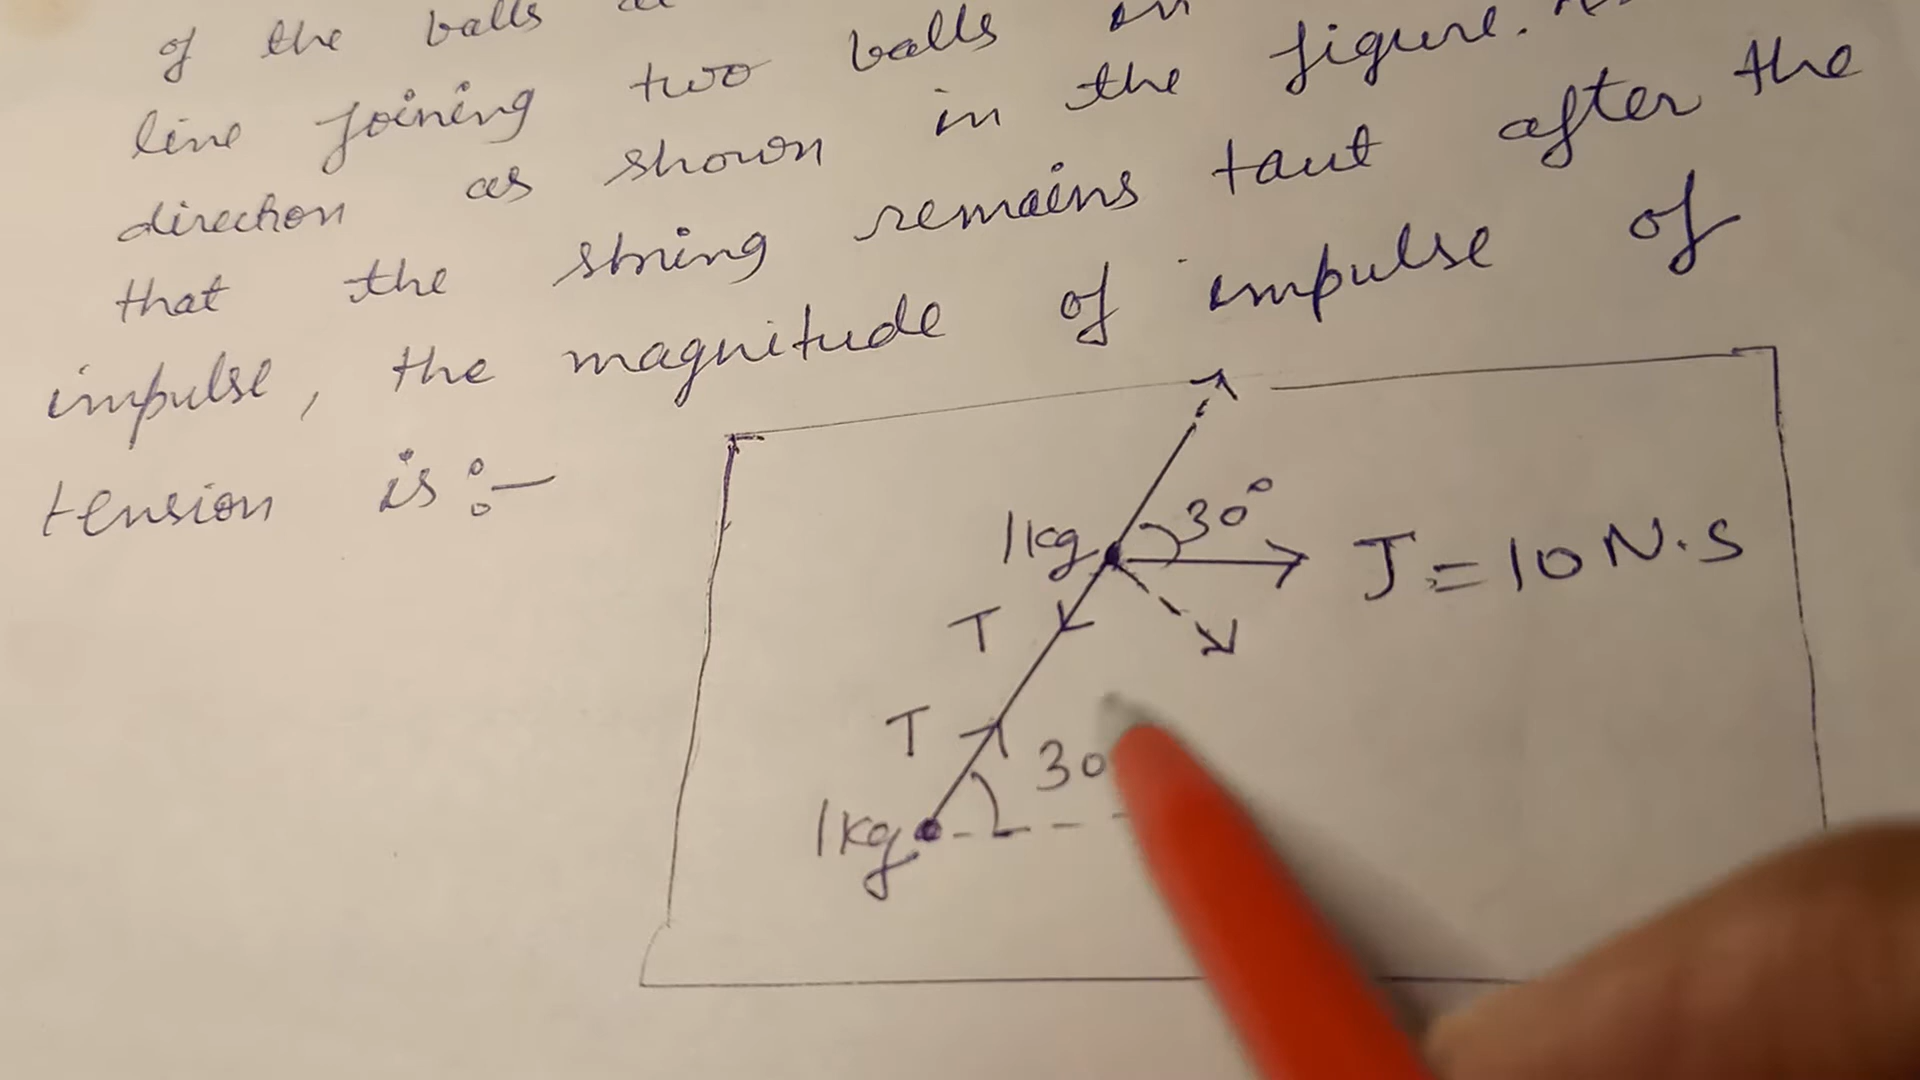 of the balls
line joining two balls in
direction as shown in the figure.
that the string remains taut after the
impulse, the magnitude of impulse of
tension is :-
1kg 30°
J = 10 N.S
T
T
30
1kg